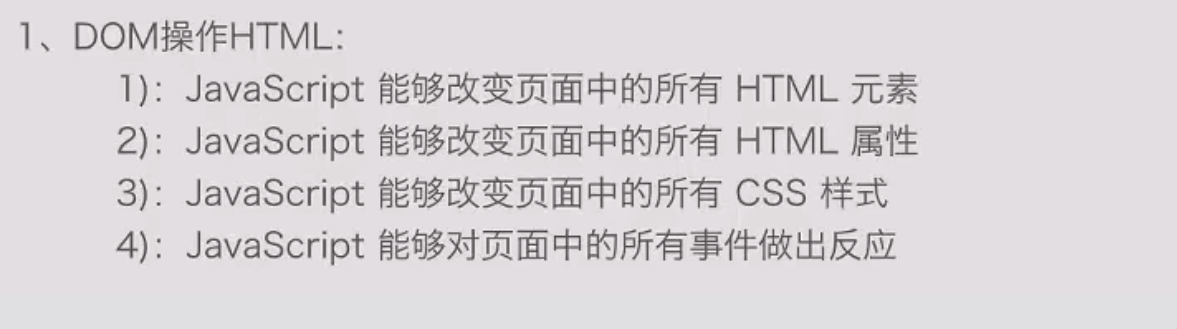 1、DOM操作HTML：
1)：JavaScript 能够改变页面中的所有 HTML 元素
2)：JavaScript 能够改变页面中的所有 HTML 属性
3)：JavaScript 能够改变页面中的所有 CSS 样式
4)：JavaScript 能够对页面中的所有事件做出反应